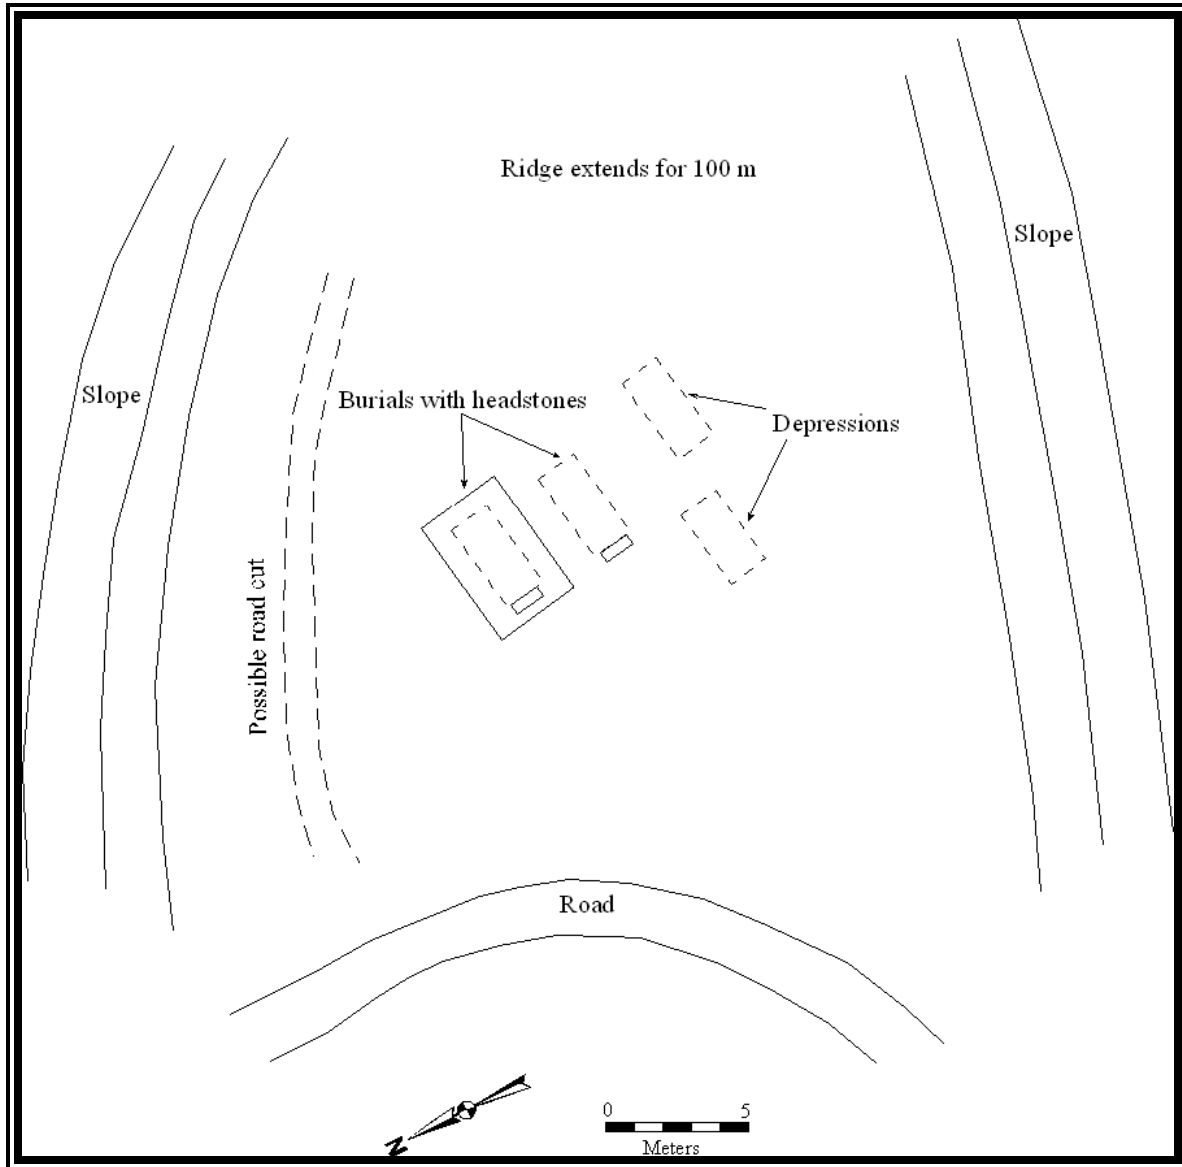 Ridge extends for 100 m
Slope
Slope
Burials with headstones
Depressions
Possible road cut
Road
N
0 5
Meters